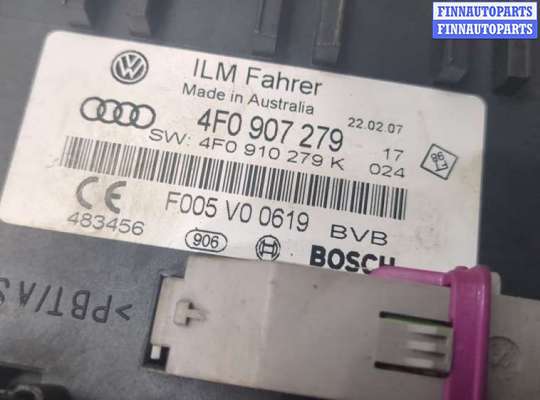 FINNAUTOPARTS
FINNAUTOPARTS
ILM Fahrer
Made in Australia
22.02.07
4F0 907 279
17
SW: 4F0 910 279 K
024
F005 V0 0619
BVB
483456
906
BOSCH
>PBT/AS